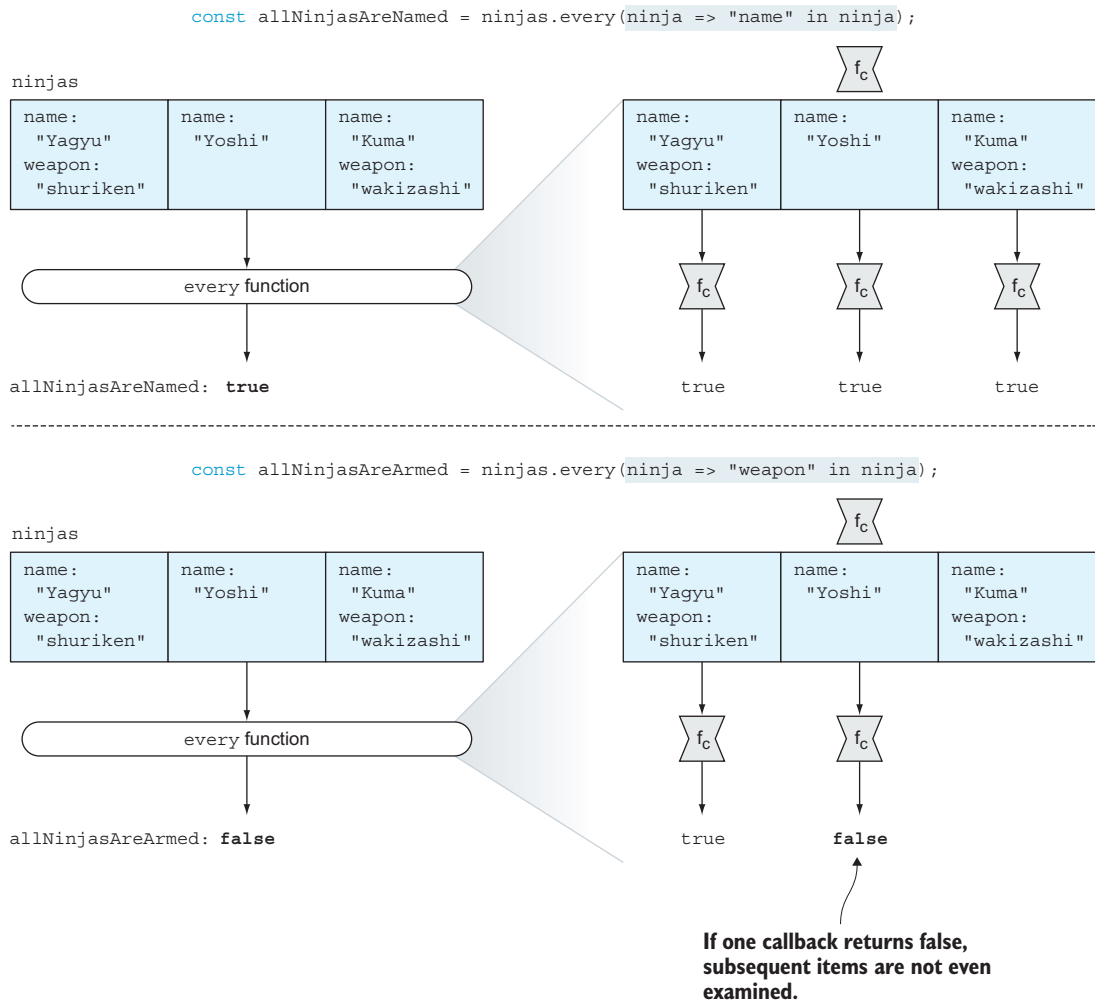 const allNinjasAreNamed = ninjas.every(ninja => "name" in ninja);
ninjas
name:
"Yagyu"
weapon:
"shuriken"
name:
"Yoshi"
name:
"Kuma"
weapon:
"wakizashi"
every function
allNinjasAreNamed: true
fc
name:
"Yagyu"
weapon:
"shuriken"
name:
"Yoshi"
name:
"Kuma"
weapon:
"wakizashi"
fc
fc
fc
true
true
true
const allNinjasAreArmed = ninjas.every(ninja => "weapon" in ninja);
ninjas
name:
"Yagyu"
weapon:
"shuriken"
name:
"Yoshi"
name:
"Kuma"
weapon:
"wakizashi"
every function
allNinjasAreArmed: false
fc
name:
"Yagyu"
weapon:
"shuriken"
name:
"Yoshi"
name:
"Kuma"
weapon:
"wakizashi"
fc
fc
true
false
If one callback returns false,
subsequent items are not even
examined.